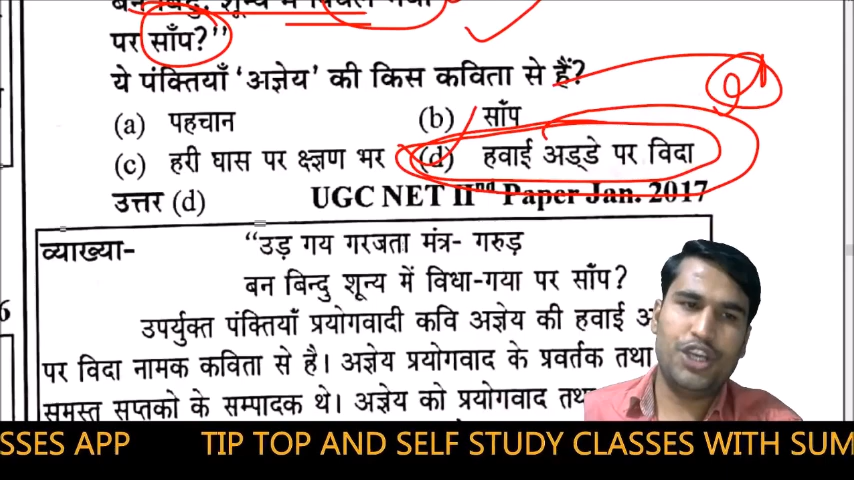 बन बिन्दु, शून्य में
पर साँप?"
ये पंक्तियाँ 'अज्ञेय' की किस कविता से हैं?
(a) पहचान (b) साँप
(c) हरी घास पर क्ष्ण भर (d) हवाई अड्डे पर विदा
उत्तर (d) UGC NET IInd Paper Jan. 2017
व्याख्या- "उड़ गय गरजता मंत्र- गरुड़
बन बिन्दु शून्य में विधा-गया पर साँप?
उपर्युक्त पंक्तियाँ प्रयोगवादी कवि अज्ञेय की हवाई
पर विदा नामक कविता से है। अज्ञेय प्रयोगवाद के प्रवर्तक तथा
समस्त सप्तको के सम्पादक थे। अज्ञेय को प्रयोगवाद
6
SSES APP TIP TOP AND SELF STUDY CLASSES WITH SUM